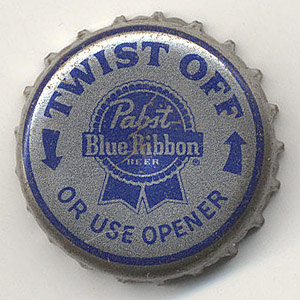 TWIST OFF
Pabst
Blue Ribbon
BEER
OR USE OPENER